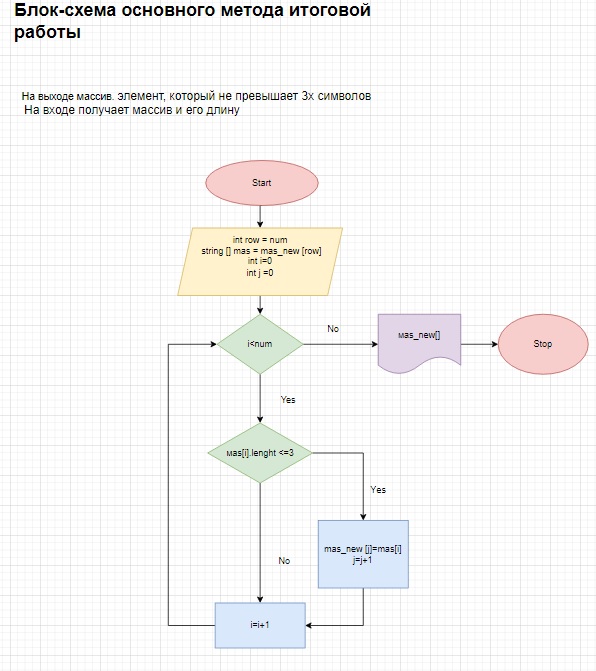 Блок-схема основного метода итоговой
работы
На выходе массив. элемент, который не превышает 3х символов
На входе получает массив и его длину
Start
int row = num
string [] mas = mas_new [row]
int i=0
int j =0
i<num
No
мas_new[]
Stop
Yes
мas[i].lenght <=3
Yes
mas_new [j]=mas[i]
j=j+1
No
i=i+1